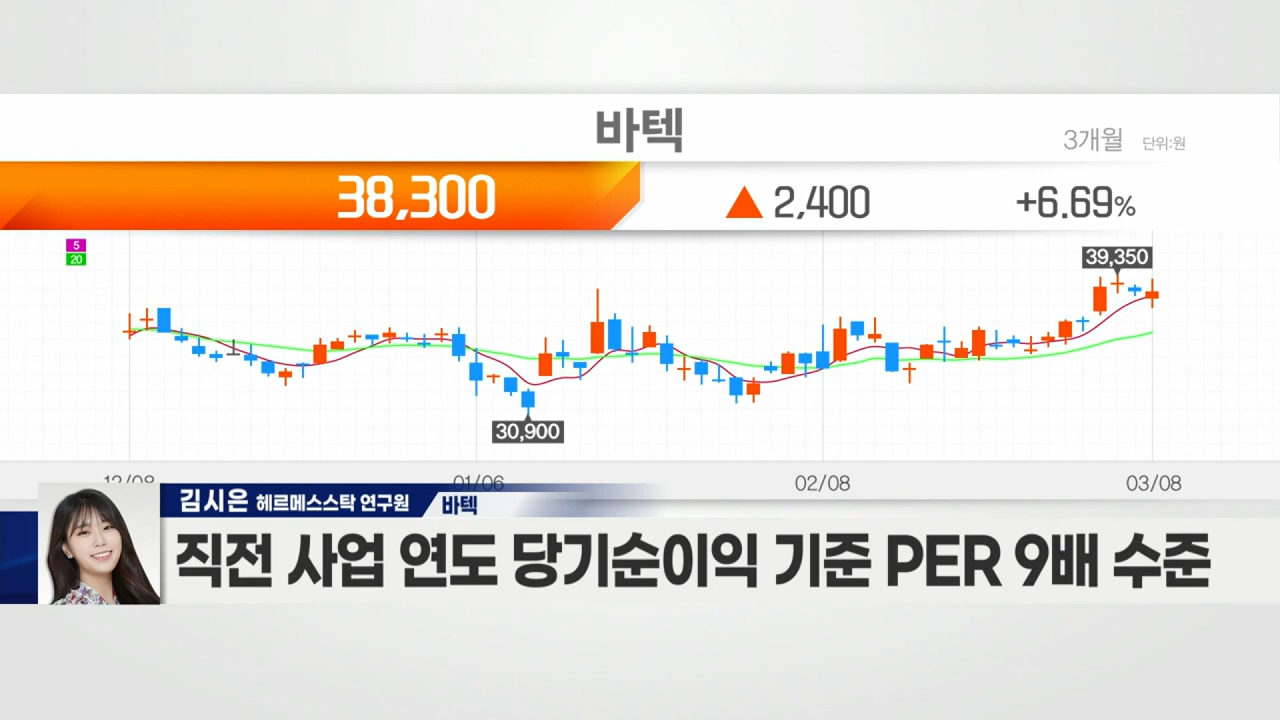 바텍
3개월 단위:원
38,300 ▲ 2,400 +6.69%
5
20
39,350
30,900
12/08 01/06 02/08 03/08
김시은 헤르메스스탁 연구원 바텍
직전 사업 연도 당기순이익 기준 PER 9배 수준